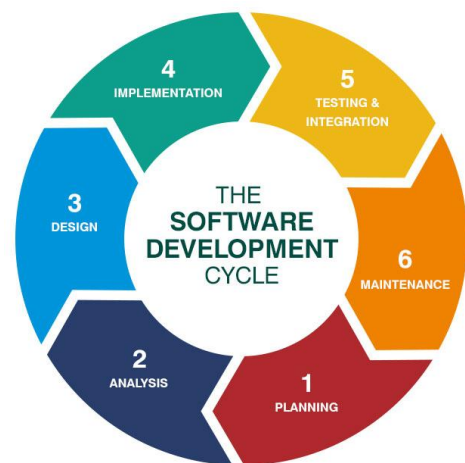 THE
SOFTWARE
DEVELOPMENT
CYCLE
1
PLANNING
2
ANALYSIS
3
DESIGN
4
IMPLEMENTATION
5
TESTING &
INTEGRATION
6
MAINTENANCE